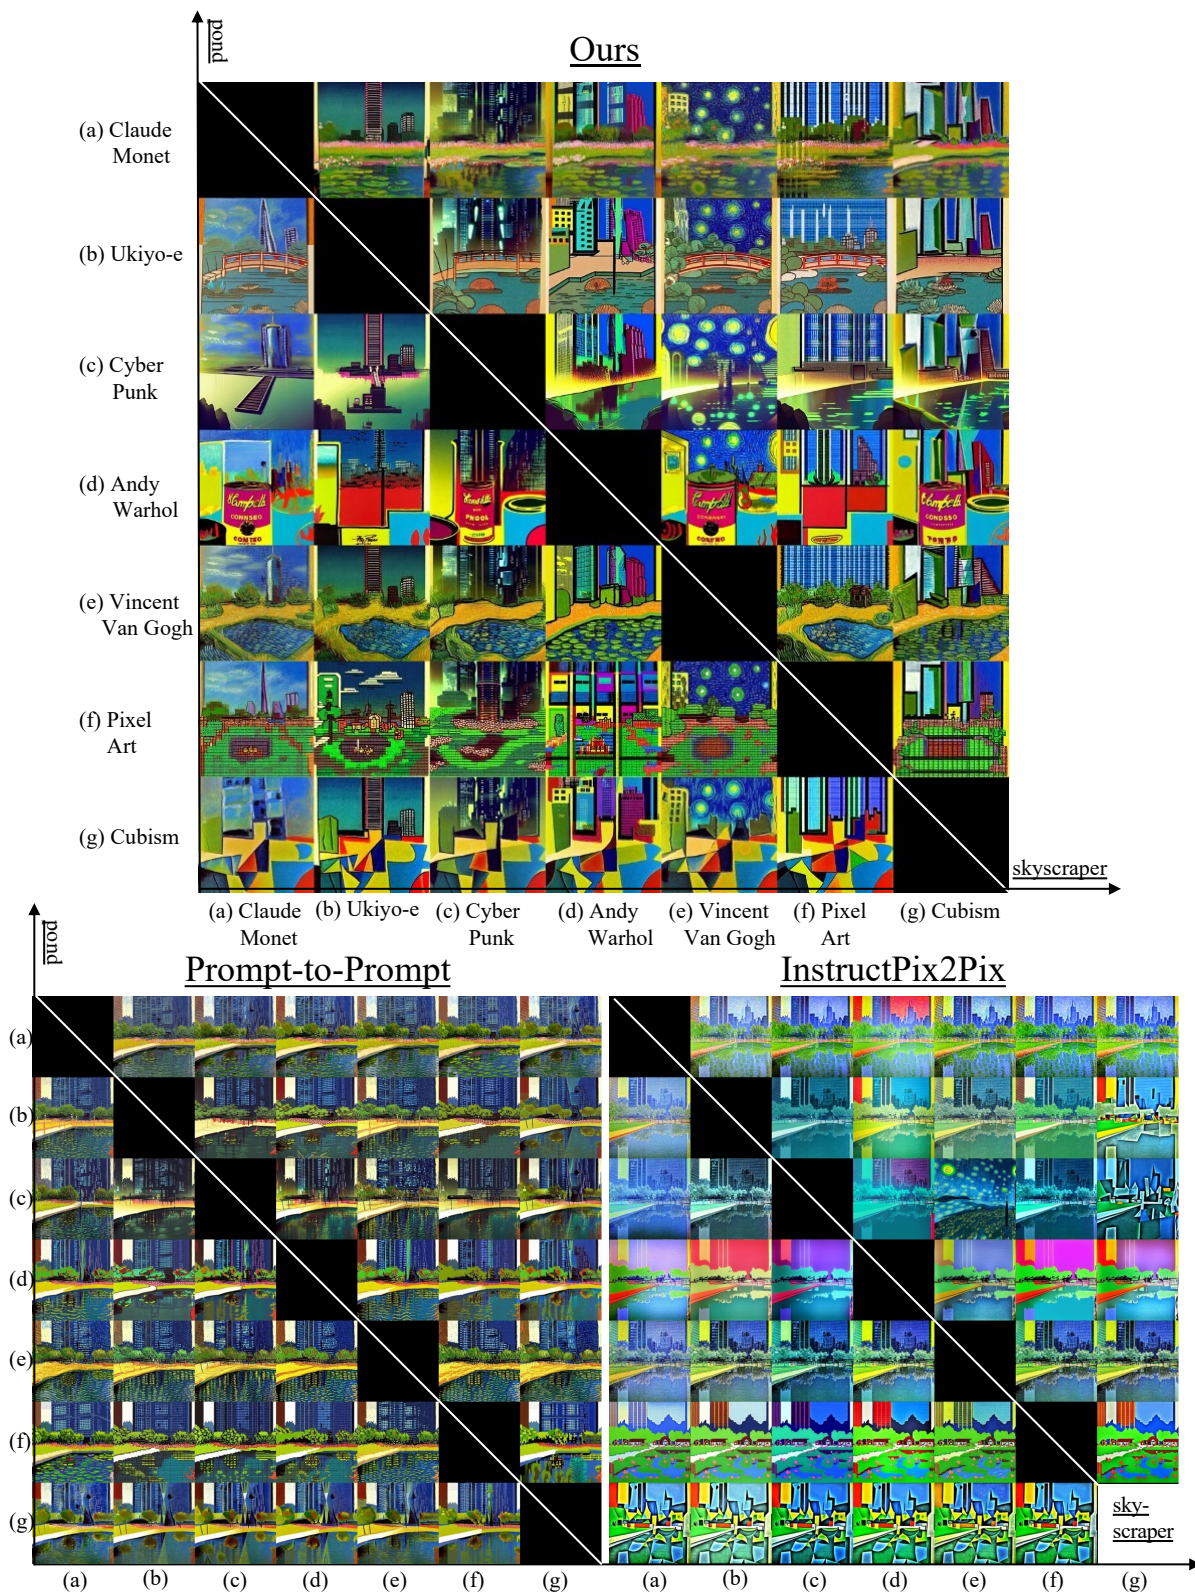 pond
Ours
(a) Claude
Monet
(b) Ukiyo-e
(c) Cyber
Punk
(d) Andy
Warhol
(e) Vincent
Van Gogh
(f) Pixel
Art
(g) Cubism
skyscraper
(a) Claude
Monet
(b) Ukiyo-e
(c) Cyber
Punk
(d) Andy
Warhol
(e) Vincent
Van Gogh
(f) Pixel
Art
(g) Cubism
pond
Prompt-to-Prompt
InstructPix2Pix
(a)
(b)
(c)
(d)
(e)
(f)
(g)
sky-
scraper
(a) (b) (c) (d) (e) (f) (g) (a) (b) (c) (d) (e) (f) (g)